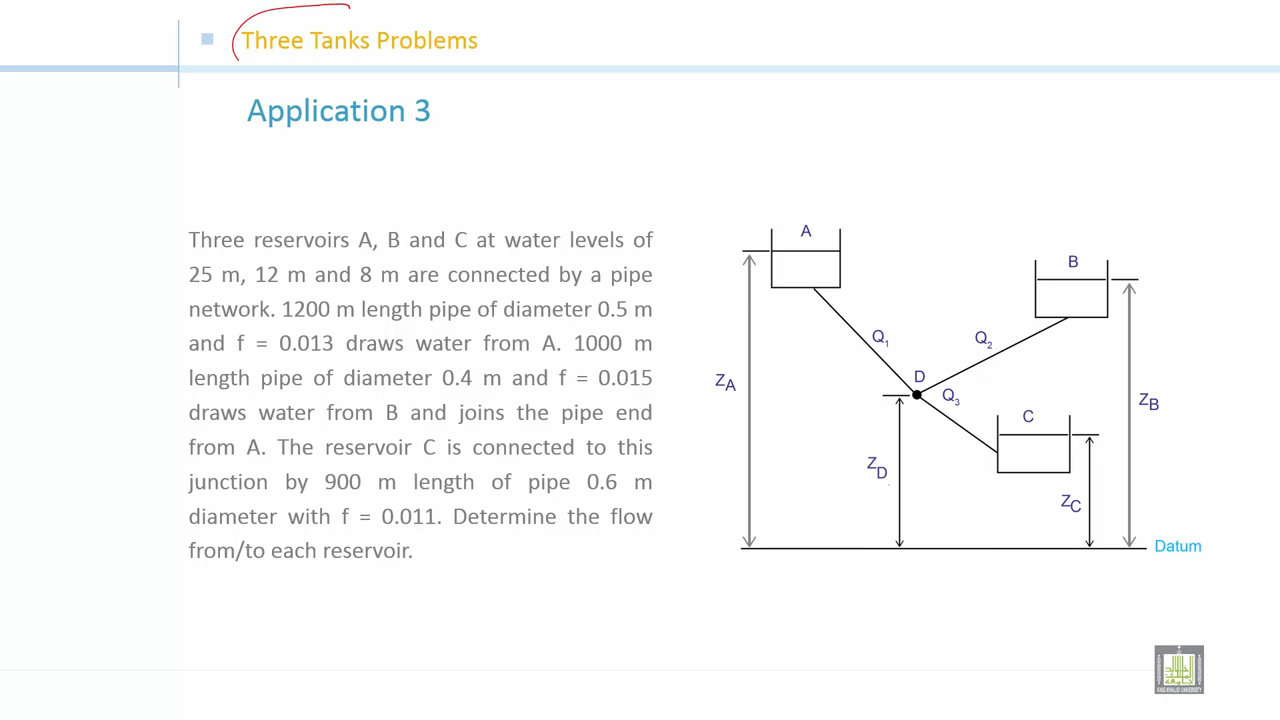 Three Tanks Problems
Application 3
Three reservoirs A, B and C at water levels of
25 m, 12 m and 8 m are connected by a pipe
network. 1200 m length pipe of diameter 0.5 m
and f = 0.013 draws water from A. 1000 m
length pipe of diameter 0.4 m and f = 0.015
draws water from B and joins the pipe end
from A. The reservoir C is connected to this
junction by 900 m length of pipe 0.6 m
diameter with f = 0.011. Determine the flow
from/to each reservoir.
A
B
Q1
Q2
D
ZA
Q3
ZB
C
ZD
ZC
Datum
KING KHALID UNIVERSITY